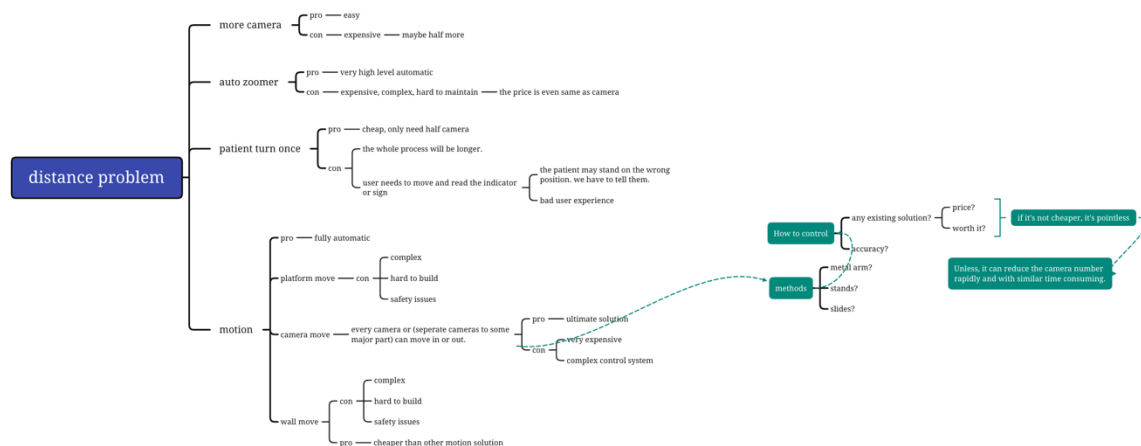 distance problem
more camera
pro
easy
con
expensive
maybe half more
auto zoomer
pro
very high level automatic
con
expensive, complex, hard to maintain
the price is even same as camera
patient turn once
pro
cheap, only need half camera
con
the whole process will be longer.
user needs to move and read the indicator
or sign
the patient may stand on the wrong
position. we have to tell them.
bad user experience
motion
pro
fully automatic
platform move
con
complex
hard to build
safety issues
camera move
every camera or (seperate cameras to some
major part) can move in or out.
pro
ultimate solution
con
very expensive
complex control system
wall move
con
complex
hard to build
safety issues
pro
cheaper than other motion solution
How to control
any existing solution?
price?
worth it?
if it's not cheaper, it's pointless
accuracy?
Unless, it can reduce the camera number
rapidly and with similar time consuming.
methods
metal arm?
stands?
slides?